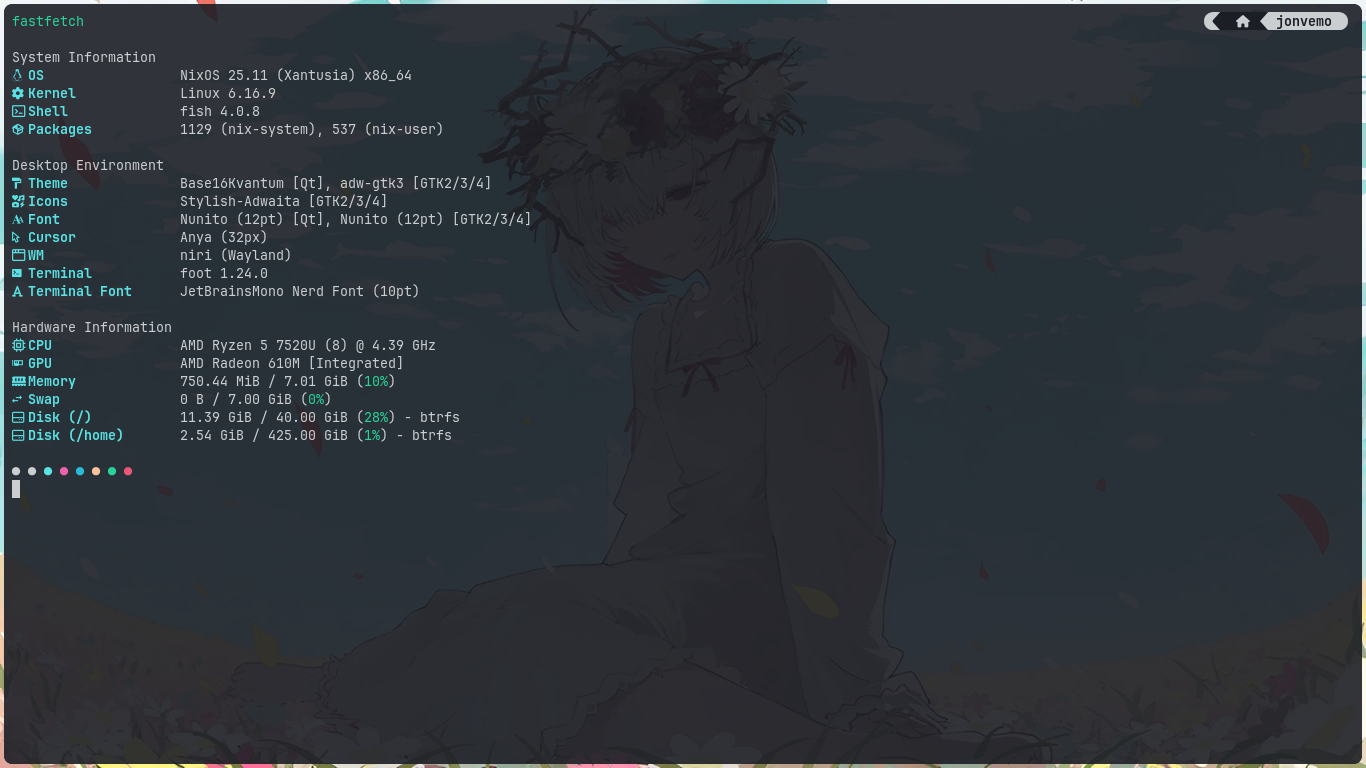 fastfetch
jonvemo
System Information
OS NixOS 25.11 (Xantusia) x86_64
Kernel Linux 6.16.9
Shell fish 4.0.8
Packages 1129 (nix-system), 537 (nix-user)
Desktop Environment
Theme Base16Kvantum [Qt], adw-gtk3 [GTK2/3/4]
Icons Stylish-Adwaita [GTK2/3/4]
Font Nunito (12pt) [Qt], Nunito (12pt) [GTK2/3/4]
Cursor Anya (32px)
WM niri (Wayland)
Terminal foot 1.24.0
Terminal Font JetBrainsMono Nerd Font (10pt)
Hardware Information
CPU AMD Ryzen 5 7520U (8) @ 4.39 GHz
GPU AMD Radeon 610M [Integrated]
Memory 750.44 MiB / 7.01 GiB (10%)
Swap 0 B / 7.00 GiB (0%)
Disk (/) 11.39 GiB / 40.00 GiB (28%) - btrfs
Disk (/home) 2.54 GiB / 425.00 GiB (1%) - btrfs